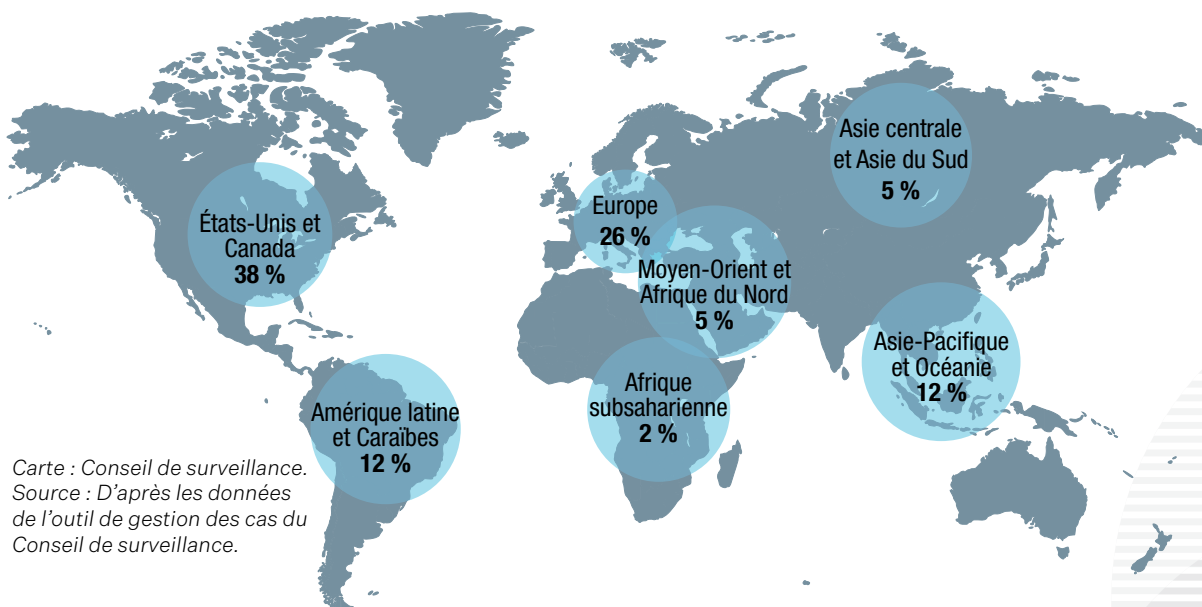 États-Unis et
Canada
38 %
Europe
26 %
Asie centrale
et Asie du Sud
5 %
Moyen-Orient et
Afrique du Nord
5 %
Asie-Pacifique
et Océanie
12 %
Afrique
subsaharienne
2 %
Amérique latine
et Caraïbes
12 %
Carte : Conseil de surveillance.
Source : D'après les données
de l'outil de gestion des cas du
Conseil de surveillance.